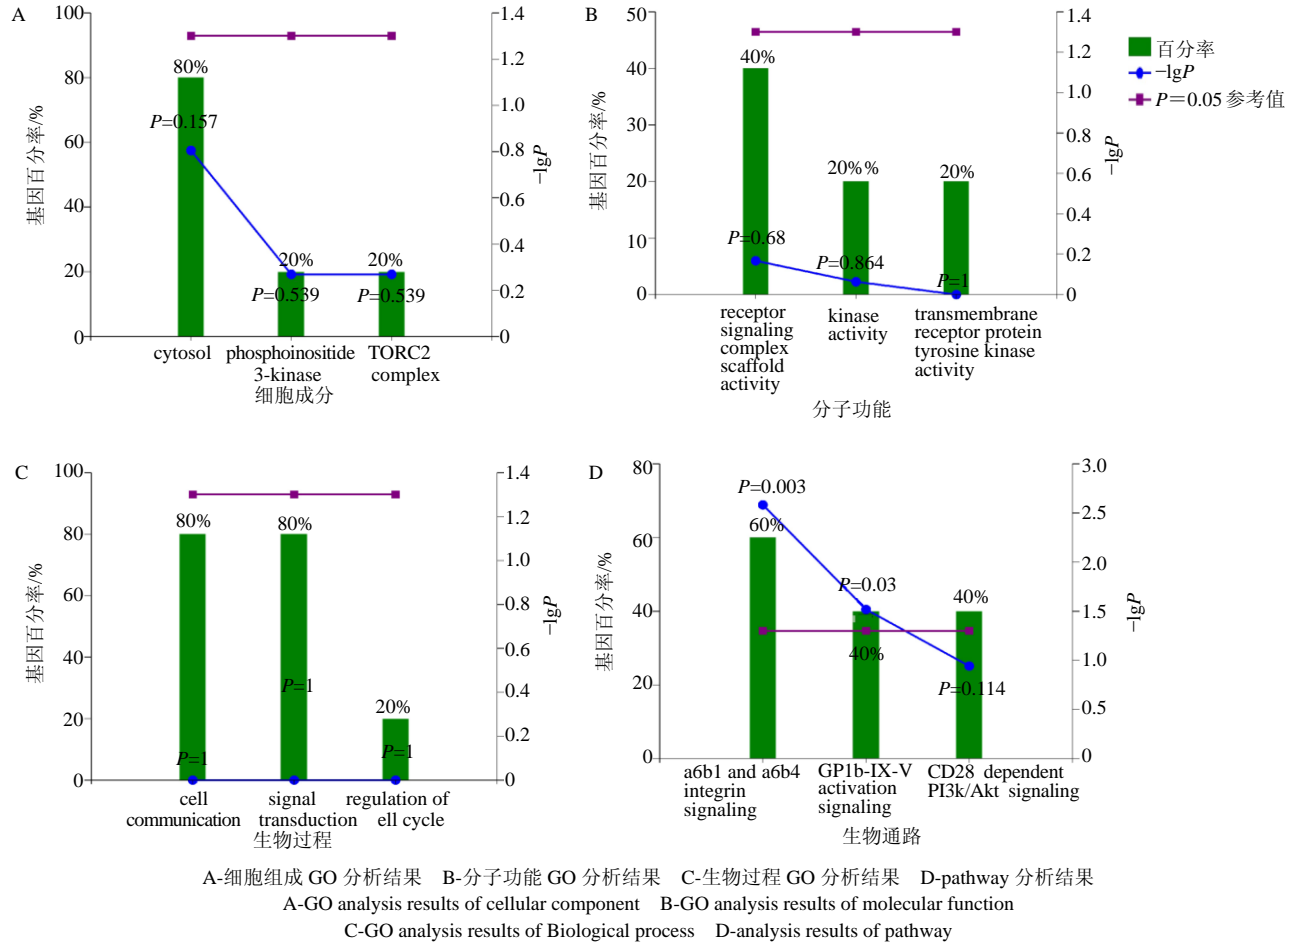 A
100
80
60
40
20
0
基因百分率/%
1.4
1.2
1.0
0.8
0.6
0.4
0.2
0
−lgP
80%
P=0.157
20%
P=0.539
20%
P=0.539
cytosol
phosphoinositide
3-kinase
TORC2
complex
细胞成分
B
50
40
30
20
10
0
基因百分率/%
1.4
1.2
1.0
0.8
0.6
0.4
0.2
0
−lgP
40%
P=0.68
20%%
P=0.864
20%
P=1
receptor
signaling
complex
scaffold
activity
kinase
activity
transmembrane
receptor protein
tyrosine kinase
activity
分子功能
百分率
−lgP
P=0.05 参考值
C
100
80
60
40
20
0
基因百分率/%
1.4
1.2
1.0
0.8
0.6
0.4
0.2
0
−lgP
80%
P=1
80%
P=1
20%
P=1
cell
communication
signal
transduction
regulation of
ell cycle
生物过程
D
80
60
40
20
0
基因百分率/%
3.0
2.5
2.0
1.5
1.0
0.5
0
−lgP
P=0.003
60%
P=0.03
40%
40%
P=0.114
a6b1 and a6b4
integrin
signaling
GP1b-IX-V
activation
signaling
CD28 dependent
PI3k/Akt signaling
生物通路
A-细胞组成 GO 分析结果 B-分子功能 GO 分析结果 C-生物过程 GO 分析结果 D-pathway 分析结果
A-GO analysis results of cellular component B-GO analysis results of molecular function
C-GO analysis results of Biological process D-analysis results of pathway